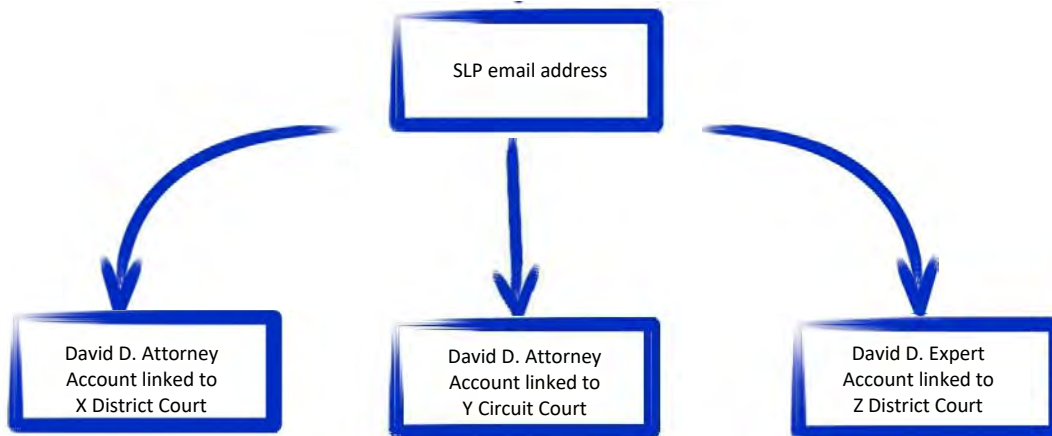 SLP email address
David D. Attorney
Account linked to
X District Court
David D. Attorney
Account linked to
Y Circuit Court
David D. Expert
Account linked to
Z District Court